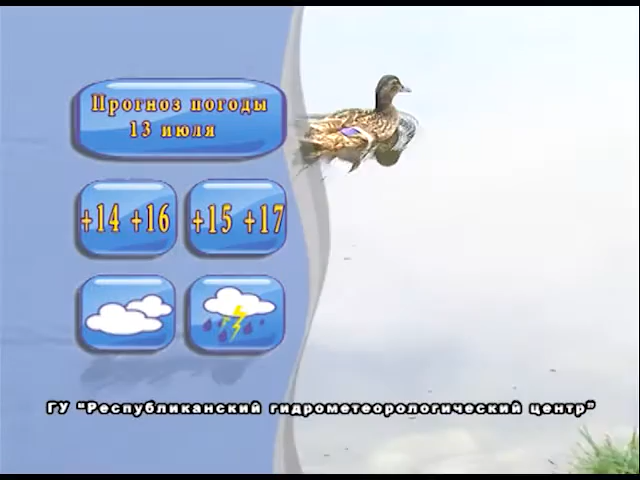 Прогноз погоды
13 июля
+14 +16 +15 +17
ГУ "Республиканский гидрометеорологический центр"